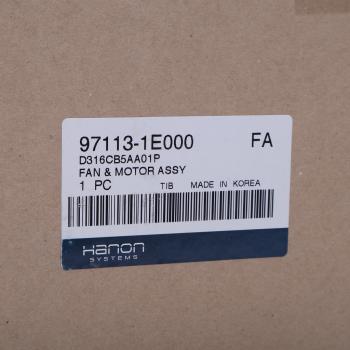 97113-1E000 FA
D316CB5AA01P
FAN & MOTOR ASSY
1 PC TIB MADE IN KOREA
Hanon
SYSTEMS